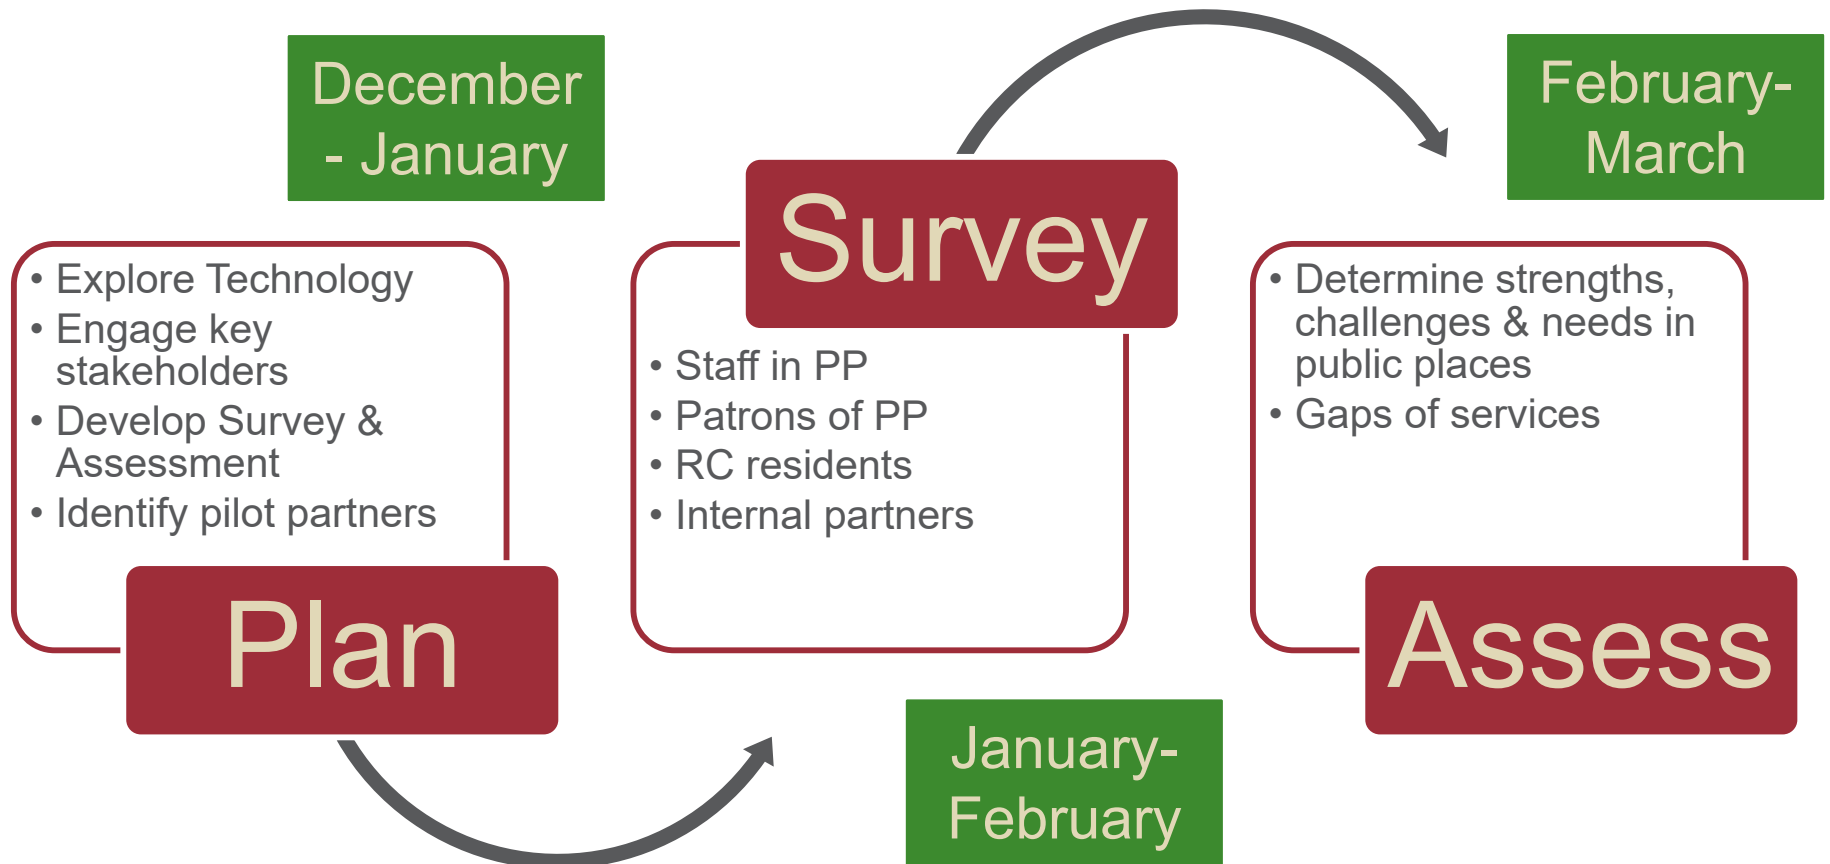 December
- January
• Explore Technology
• Engage key
stakeholders
• Develop Survey &
Assessment
• Identify pilot partners
Plan
Survey
• Staff in PP
• Patrons of PP
• RC residents
• Internal partners
January-
February
February-
March
• Determine strengths,
challenges & needs in
public places
• Gaps of services
Assess